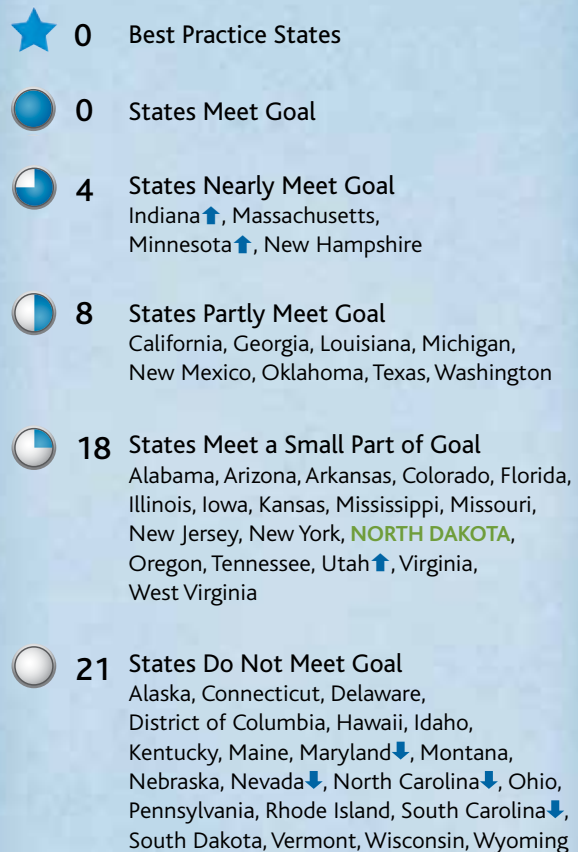 0 Best Practice States
0 States Meet Goal
4 States Nearly Meet Goal
Indiana⬆, Massachusetts,
Minnesota⬆, New Hampshire
8 States Partly Meet Goal
California, Georgia, Louisiana, Michigan,
New Mexico, Oklahoma, Texas, Washington
18 States Meet a Small Part of Goal
Alabama, Arizona, Arkansas, Colorado, Florida,
Illinois, Iowa, Kansas, Mississippi, Missouri,
New Jersey, New York, NORTH DAKOTA,
Oregon, Tennessee, Utah⬆, Virginia,
West Virginia
21 States Do Not Meet Goal
Alaska, Connecticut, Delaware,
District of Columbia, Hawaii, Idaho,
Kentucky, Maine, Maryland⬇, Montana,
Nebraska, Nevada⬇, North Carolina⬇, Ohio,
Pennsylvania, Rhode Island, South Carolina⬇,
South Dakota, Vermont, Wisconsin, Wyoming